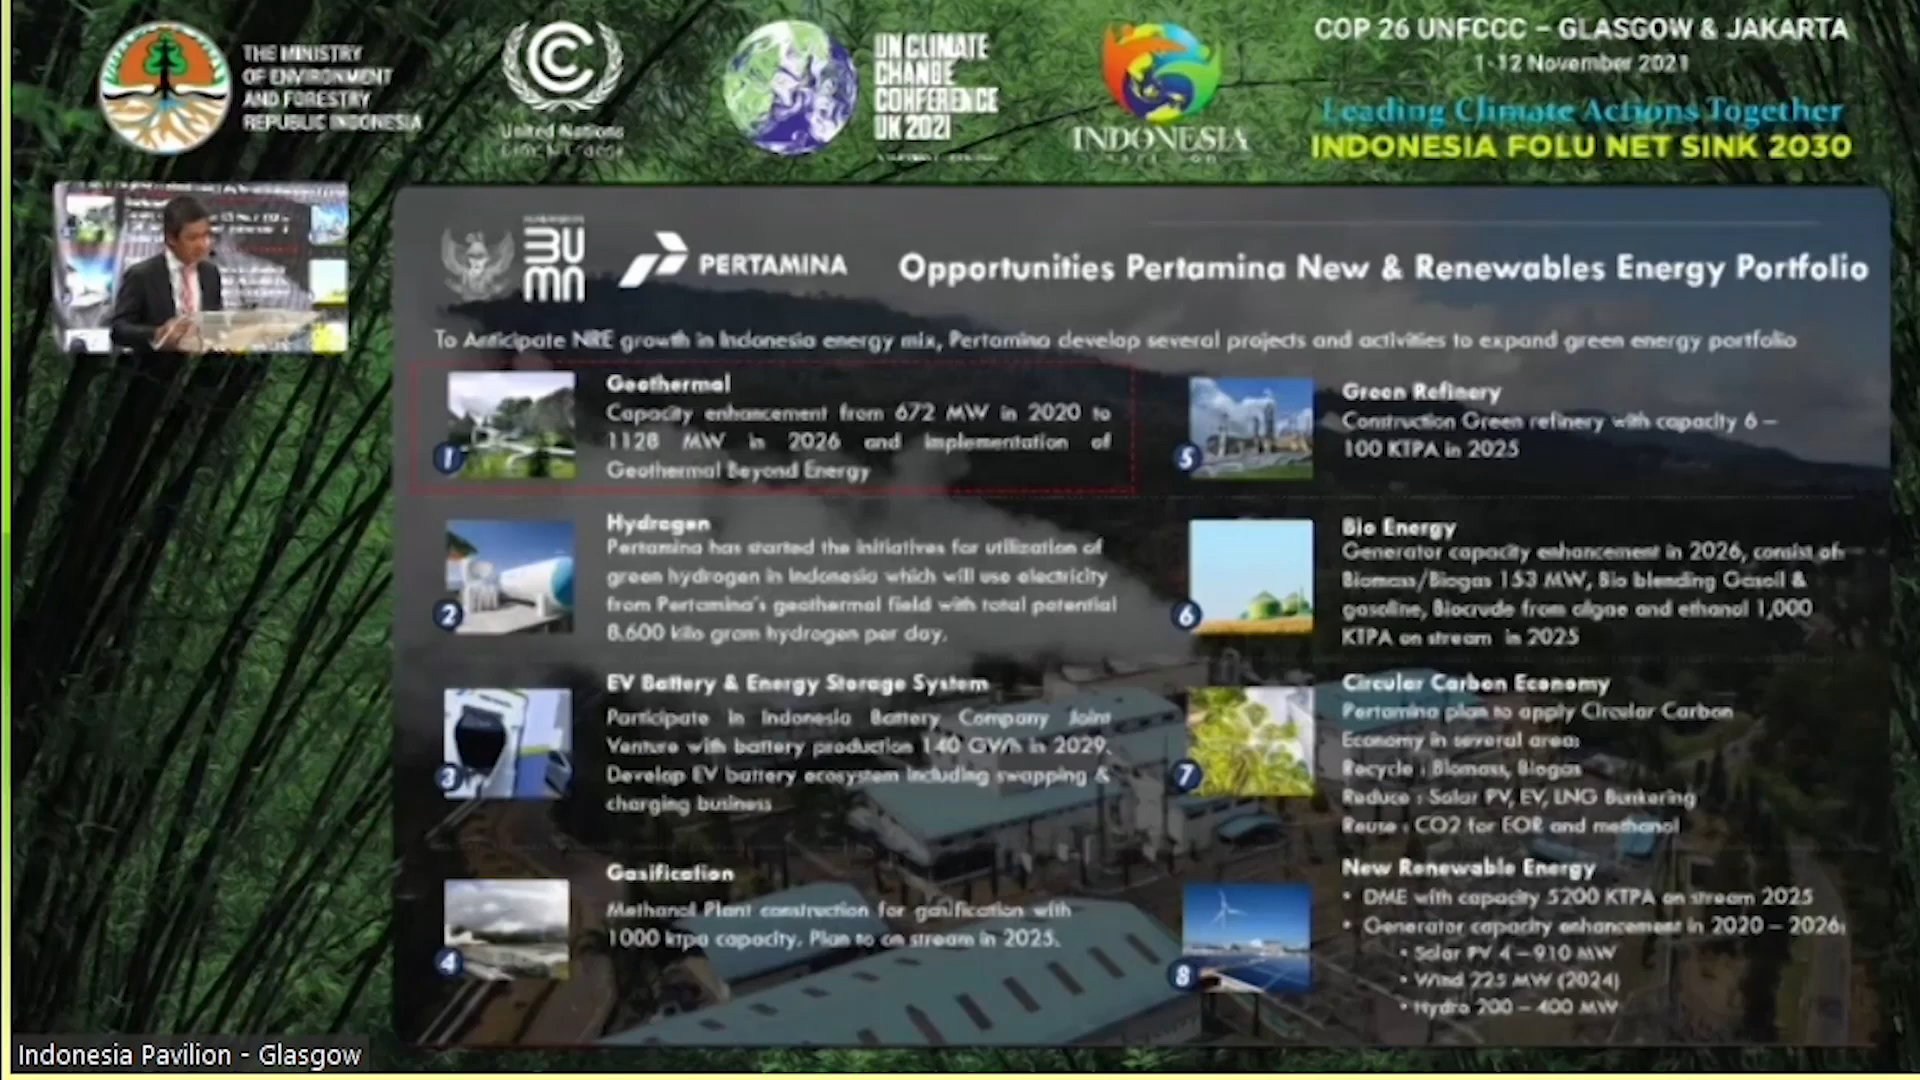 THE MINISTRY
OF ENVIRONMENT
AND FORESTRY
REPUBLIC INDONESIA
United Nations
UN CLIMATE
CHANGE
CONFERENCE
UK 2021
INDONESIA
COP 26 UNFCCC – GLASGOW & JAKARTA
1-12 November 2021
Leading Climate Actions Together
INDONESIA FOLU NET SINK 2030
BU
MN
PERTAMINA
Opportunities Pertamina New & Renewables Energy Portfolio
To Anticipate NRE growth in Indonesia energy mix, Pertamina develop several projects and activities to expand green energy portfolio
1
Geothermal
Capacity enhancement from 672 MW in 2020 to
1128 MW in 2026 and implementation of
Geothermal Beyond Energy
2
Hydrogen
Pertamina has started the initiatives for utilization of
green hydrogen in Indonesia which will use electricity
from Pertamina's geothermal field with total potential
8.600 kilo gram hydrogen per day.
3
EV Battery & Energy Storage System
Participate in Indonesia Battery Company Joint
Venture with battery production 140 GWh in 2029.
Develop EV battery ecosystem including swapping &
charging business
4
Gasification
Methanol Plant construction for gasification with
1000 ktpa capacity. Plan to on stream in 2025.
5
Green Refinery
Construction Green refinery with capacity 6 –
100 KTPA in 2025
6
Bio Energy
Generator capacity enhancement in 2026, consist of:
Biomass/Biogas 153 MW, Bio blending Gasoil &
gasoline, Biocrude from algae and ethanol 1,000
KTPA on stream in 2025
7
Circular Carbon Economy
Pertamina plan to apply Circular Carbon
Economy in several area:
Recycle : Biomass, Biogas
Reduce : Solar PV, EV, LNG Bunkering
Reuse : CO2 for EOR and methanol
8
New Renewable Energy
• DME with capacity 5200 KTPA on stream 2025
• Generator capacity enhancement in 2020 – 2026:
• Solar PV 4 – 910 MW
• Wind 225 MW (2024)
• Hydro 200 – 400 MW
Indonesia Pavilion - Glasgow